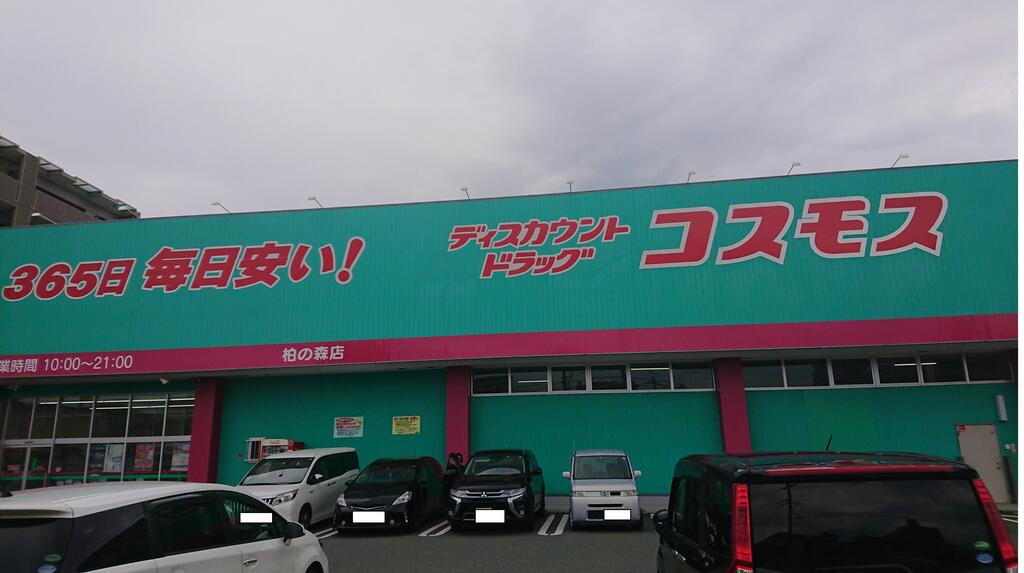 365日 毎日安い!
ディスカウント
ドラッグ
コスモス
業時間 10:00～21:00
柏の森店